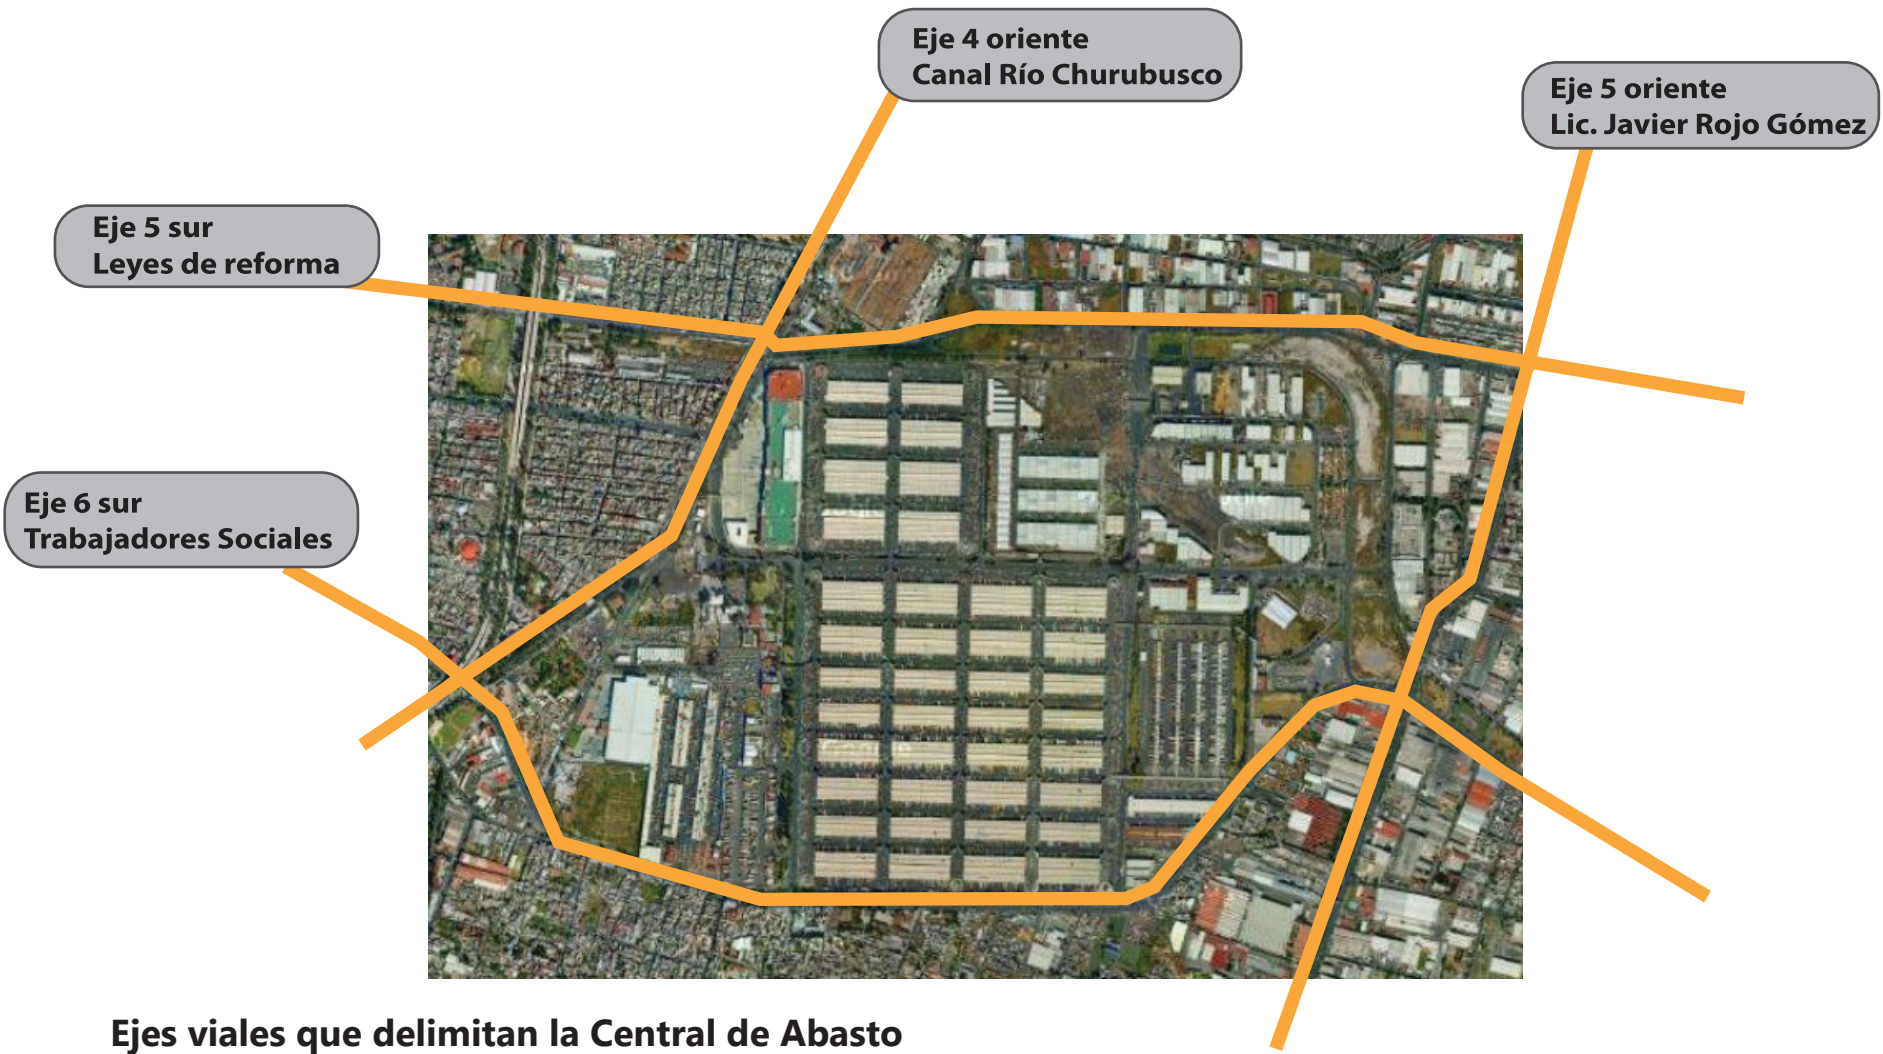 Eje 4 oriente
Canal Río Churubusco
Eje 5 oriente
Lic. Javier Rojo Gómez
Eje 5 sur
Leyes de reforma
Eje 6 sur
Trabajadores Sociales
Ejes viales que delimitan la Central de Abasto